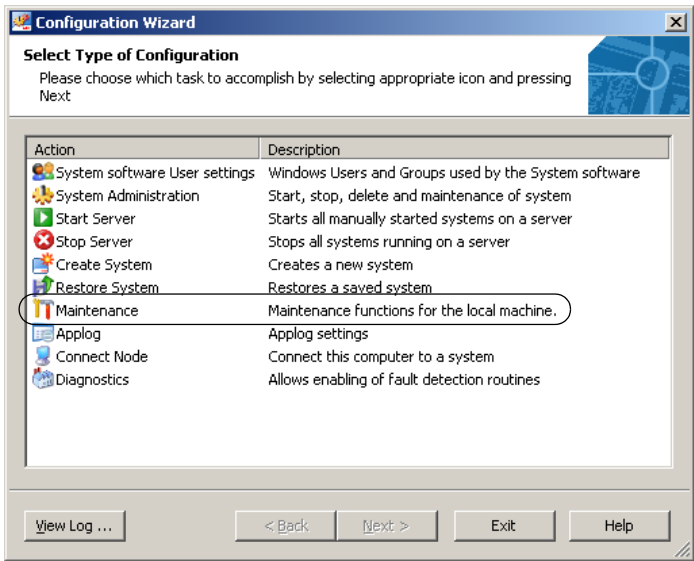 Configuration Wizard
Select Type of Configuration
Please choose which task to accomplish by selecting appropriate icon and pressing
Next
Action Description
System software User settings Windows Users and Groups used by the System software
System Administration Start, stop, delete and maintenance of system
Start Server Starts all manually started systems on a server
Stop Server Stops all systems running on a server
Create System Creates a new system
Restore System Restores a saved system
Maintenance Maintenance functions for the local machine.
Applog Applog settings
Connect Node Connect this computer to a system
Diagnostics Allows enabling of fault detection routines
View Log ... < Back Next > Exit Help